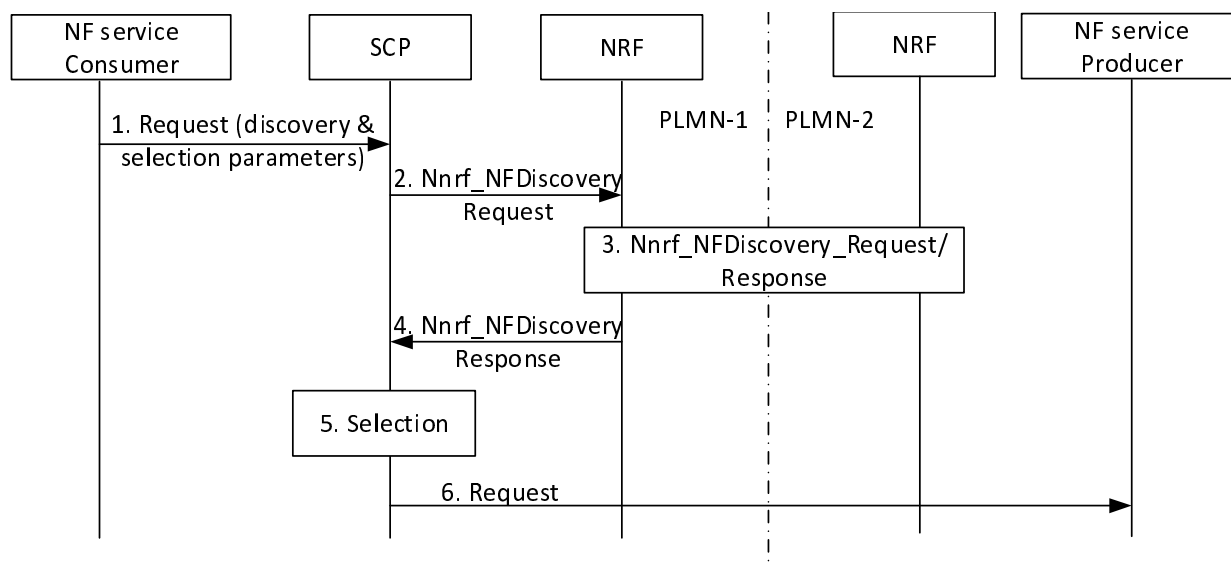 NF service
Consumer
SCP
NRF
NRF
NF service
Producer
PLMN-1
PLMN-2
1. Request (discovery &
selection parameters)
2. Nnrf_NFDiscovery
Request
3. Nnrf_NFDiscovery_Request/
Response
4. Nnrf_NFDiscovery
Response
5. Selection
6. Request